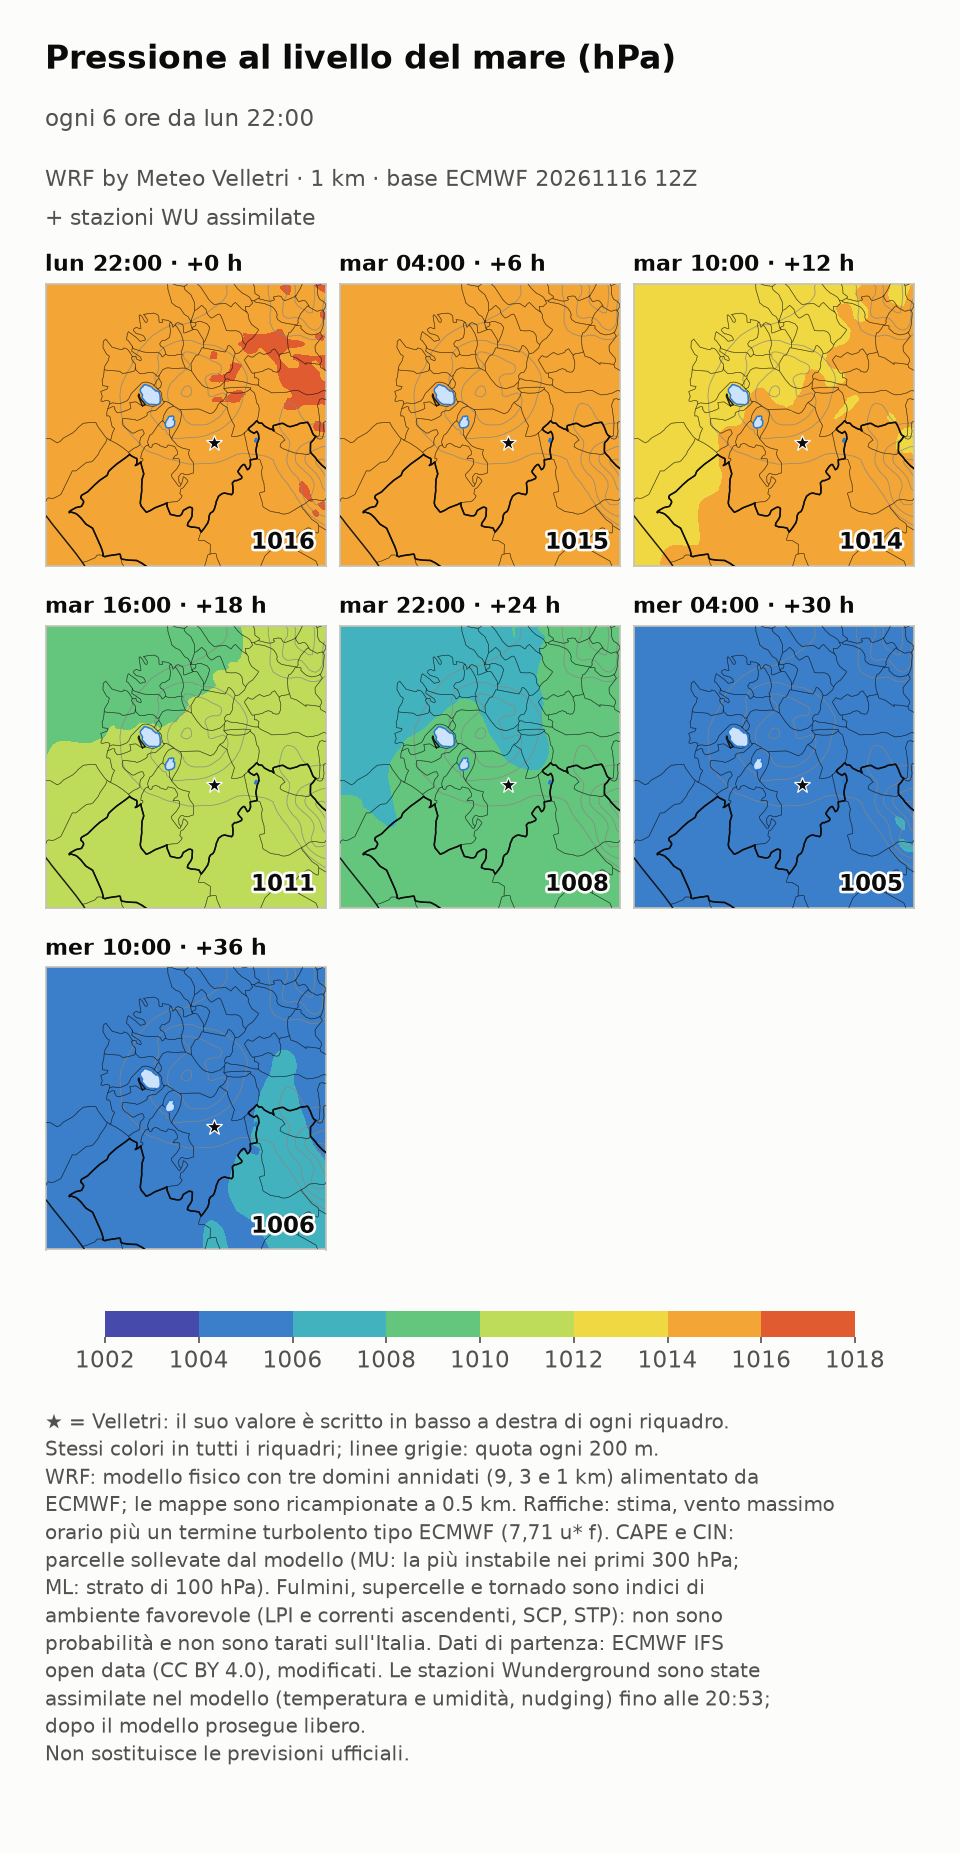 Pressione al livello del mare (hPa)
ogni 6 ore da lun 22:00
WRF by Meteo Velletri · 1 km · base ECMWF 20261116 12Z
+ stazioni WU assimilate
lun 22:00 · +0 h
mar 04:00 · +6 h
mar 10:00 · +12 h
1016
1015
1014
mar 16:00 · +18 h
mar 22:00 · +24 h
mer 04:00 · +30 h
1011
1008
1005
mer 10:00 · +36 h
1006
1002 1004 1006 1008 1010 1012 1014 1016 1018
★ = Velletri: il suo valore è scritto in basso a destra di ogni riquadro.
Stessi colori in tutti i riquadri; linee grigie: quota ogni 200 m.
WRF: modello fisico con tre domini annidati (9, 3 e 1 km) alimentato da
ECMWF; le mappe sono ricampionate a 0.5 km. Raffiche: stima, vento massimo
orario più un termine turbolento tipo ECMWF (7,71 u* f). CAPE e CIN:
parcelle sollevate dal modello (MU: la più instabile nei primi 300 hPa;
ML: strato di 100 hPa). Fulmini, supercelle e tornado sono indici di
ambiente favorevole (LPI e correnti ascendenti, SCP, STP): non sono
probabilità e non sono tarati sull'Italia. Dati di partenza: ECMWF IFS
open data (CC BY 4.0), modificati. Le stazioni Wunderground sono state
assimilate nel modello (temperatura e umidità, nudging) fino alle 20:53;
dopo il modello prosegue libero.
Non sostituisce le previsioni ufficiali.